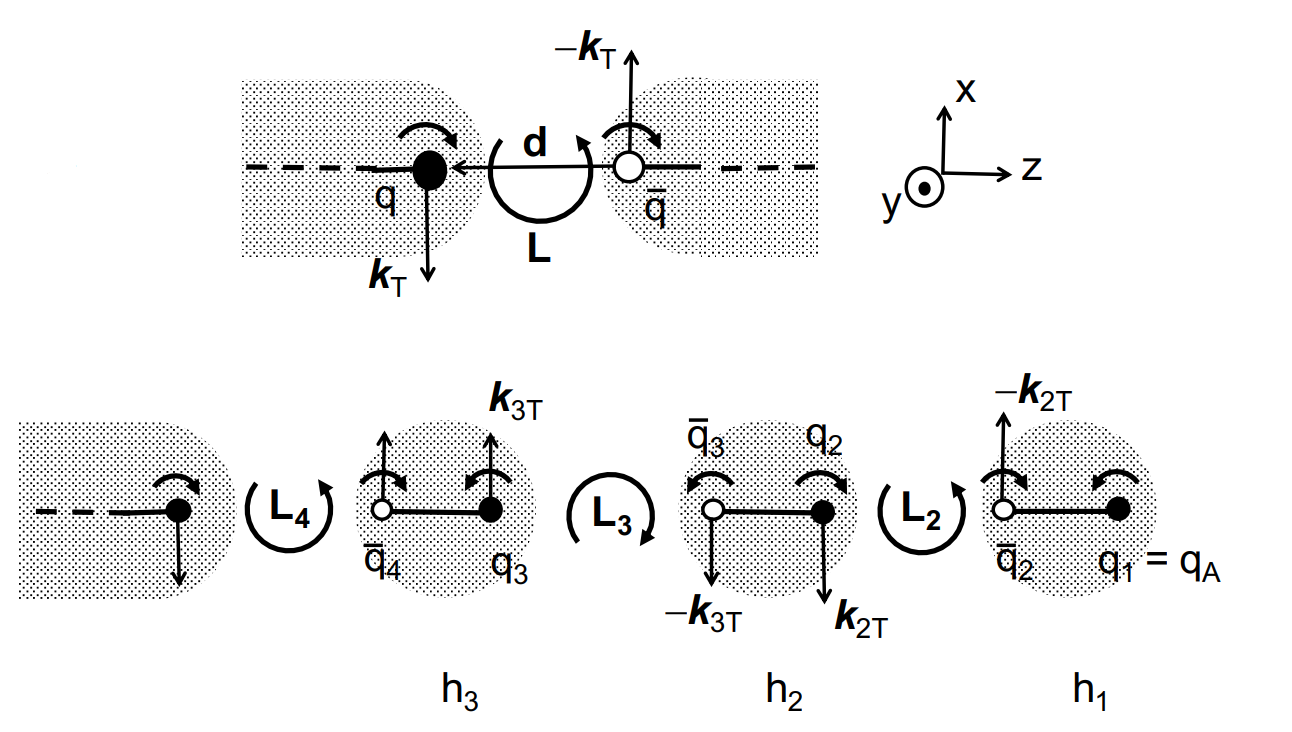 −kT
x
d
z
q
q̄
y
L
kT
−k2T
k3T
q̄3
q2
L4
L3
L2
q̄4
q3
q̄2
q1 = qA
−k3T
k2T
h3
h2
h1